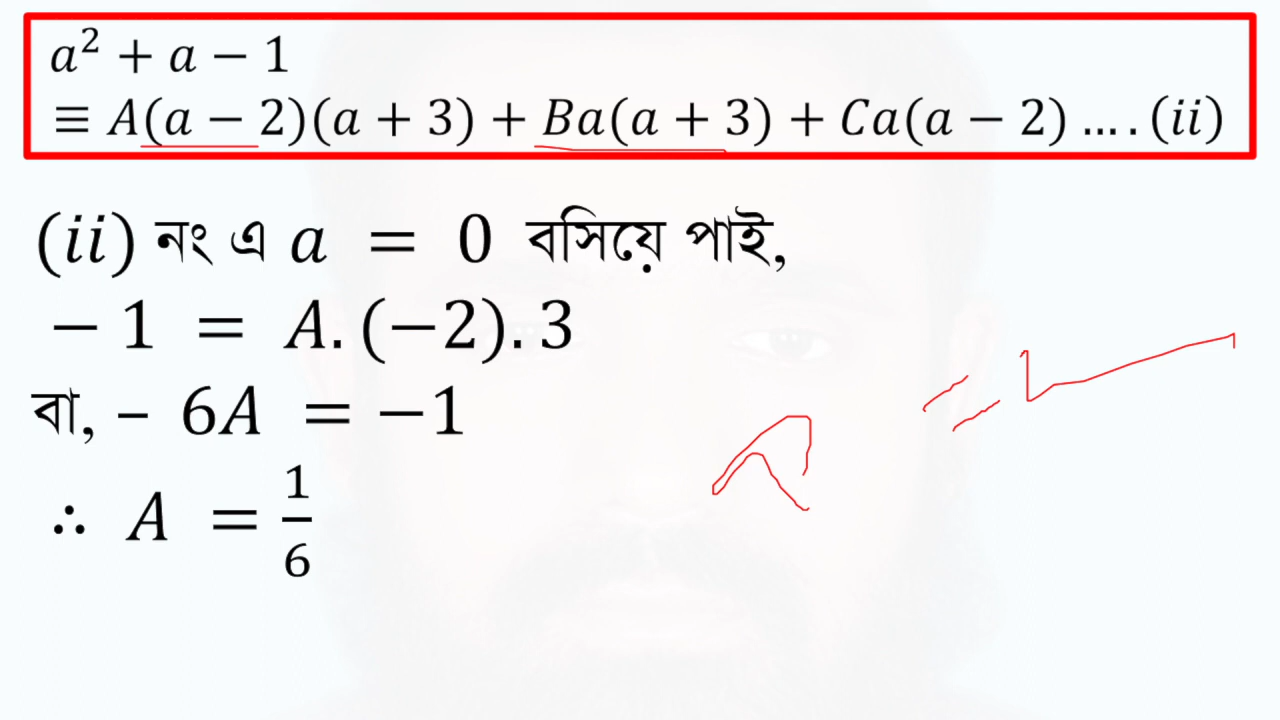 a² + a − 1
≡ A(a − 2)(a + 3) + Ba(a + 3) + Ca(a − 2) ....(ii)
(ii) নং এ a = 0 বসিয়ে পাই,
− 1 = A.(−2).3
বা, – 6A = −1
∴ A = 1/6